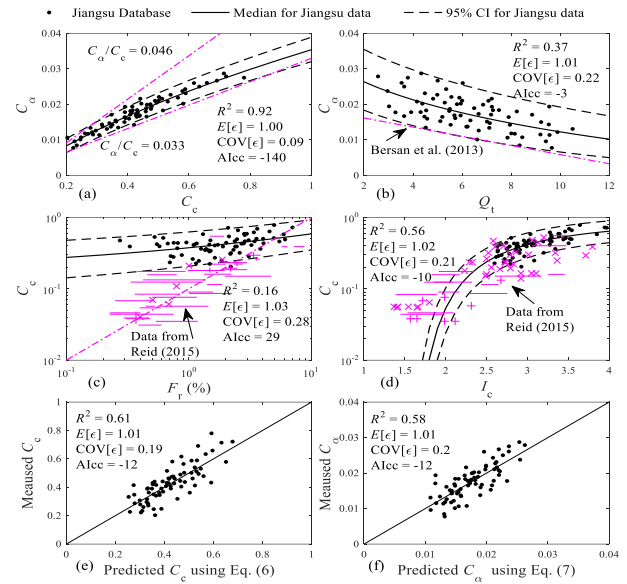 Jiangsu Database Median for Jiangsu data 95% CI for Jiangsu data
0.04 0.03 0.02 0.01 0
C_α
C_α/C_c = 0.046
C_α/C_c = 0.033
R² = 0.92
E[ϵ] = 1.00
COV[ϵ] = 0.09
AIcc = -140
0.2 0.4 0.6 0.8 1
(a) C_c
0.04 0.03 0.02 0.01 0
C_α
R² = 0.37
E[ϵ] = 1.01
COV[ϵ] = 0.22
AIcc = -3
Bersan et al. (2013)
2 4 6 8 10 12
(b) Q_t
10⁰ 10⁻¹ 10⁻²
C_c
R² = 0.16
E[ϵ] = 1.03
COV[ϵ] = 0.28
AIcc = 29
Data from
Reid (2015)
10⁻¹ 10⁰ 10¹
(c) F_r (%)
10⁰ 10⁻¹ 10⁻²
C_c
R² = 0.56
E[ϵ] = 1.02
COV[ϵ] = 0.21
AIcc = -10
Data from
Reid (2015)
1 1.5 2 2.5 3 3.5 4
(d) I_c
1 0.8 0.6 0.4 0.2 0
Meaused C_c
R² = 0.61
E[ϵ] = 1.01
COV[ϵ] = 0.19
AIcc = -12
0 0.2 0.4 0.6 0.8 1
(e) Predicted C_c using Eq. (6)
0.04 0.03 0.02 0.01 0
Meaused C_α
R² = 0.58
E[ϵ] = 1.01
COV[ϵ] = 0.2
AIcc = -12
0 0.01 0.02 0.03 0.04
(f) Predicted C_α using Eq. (7)